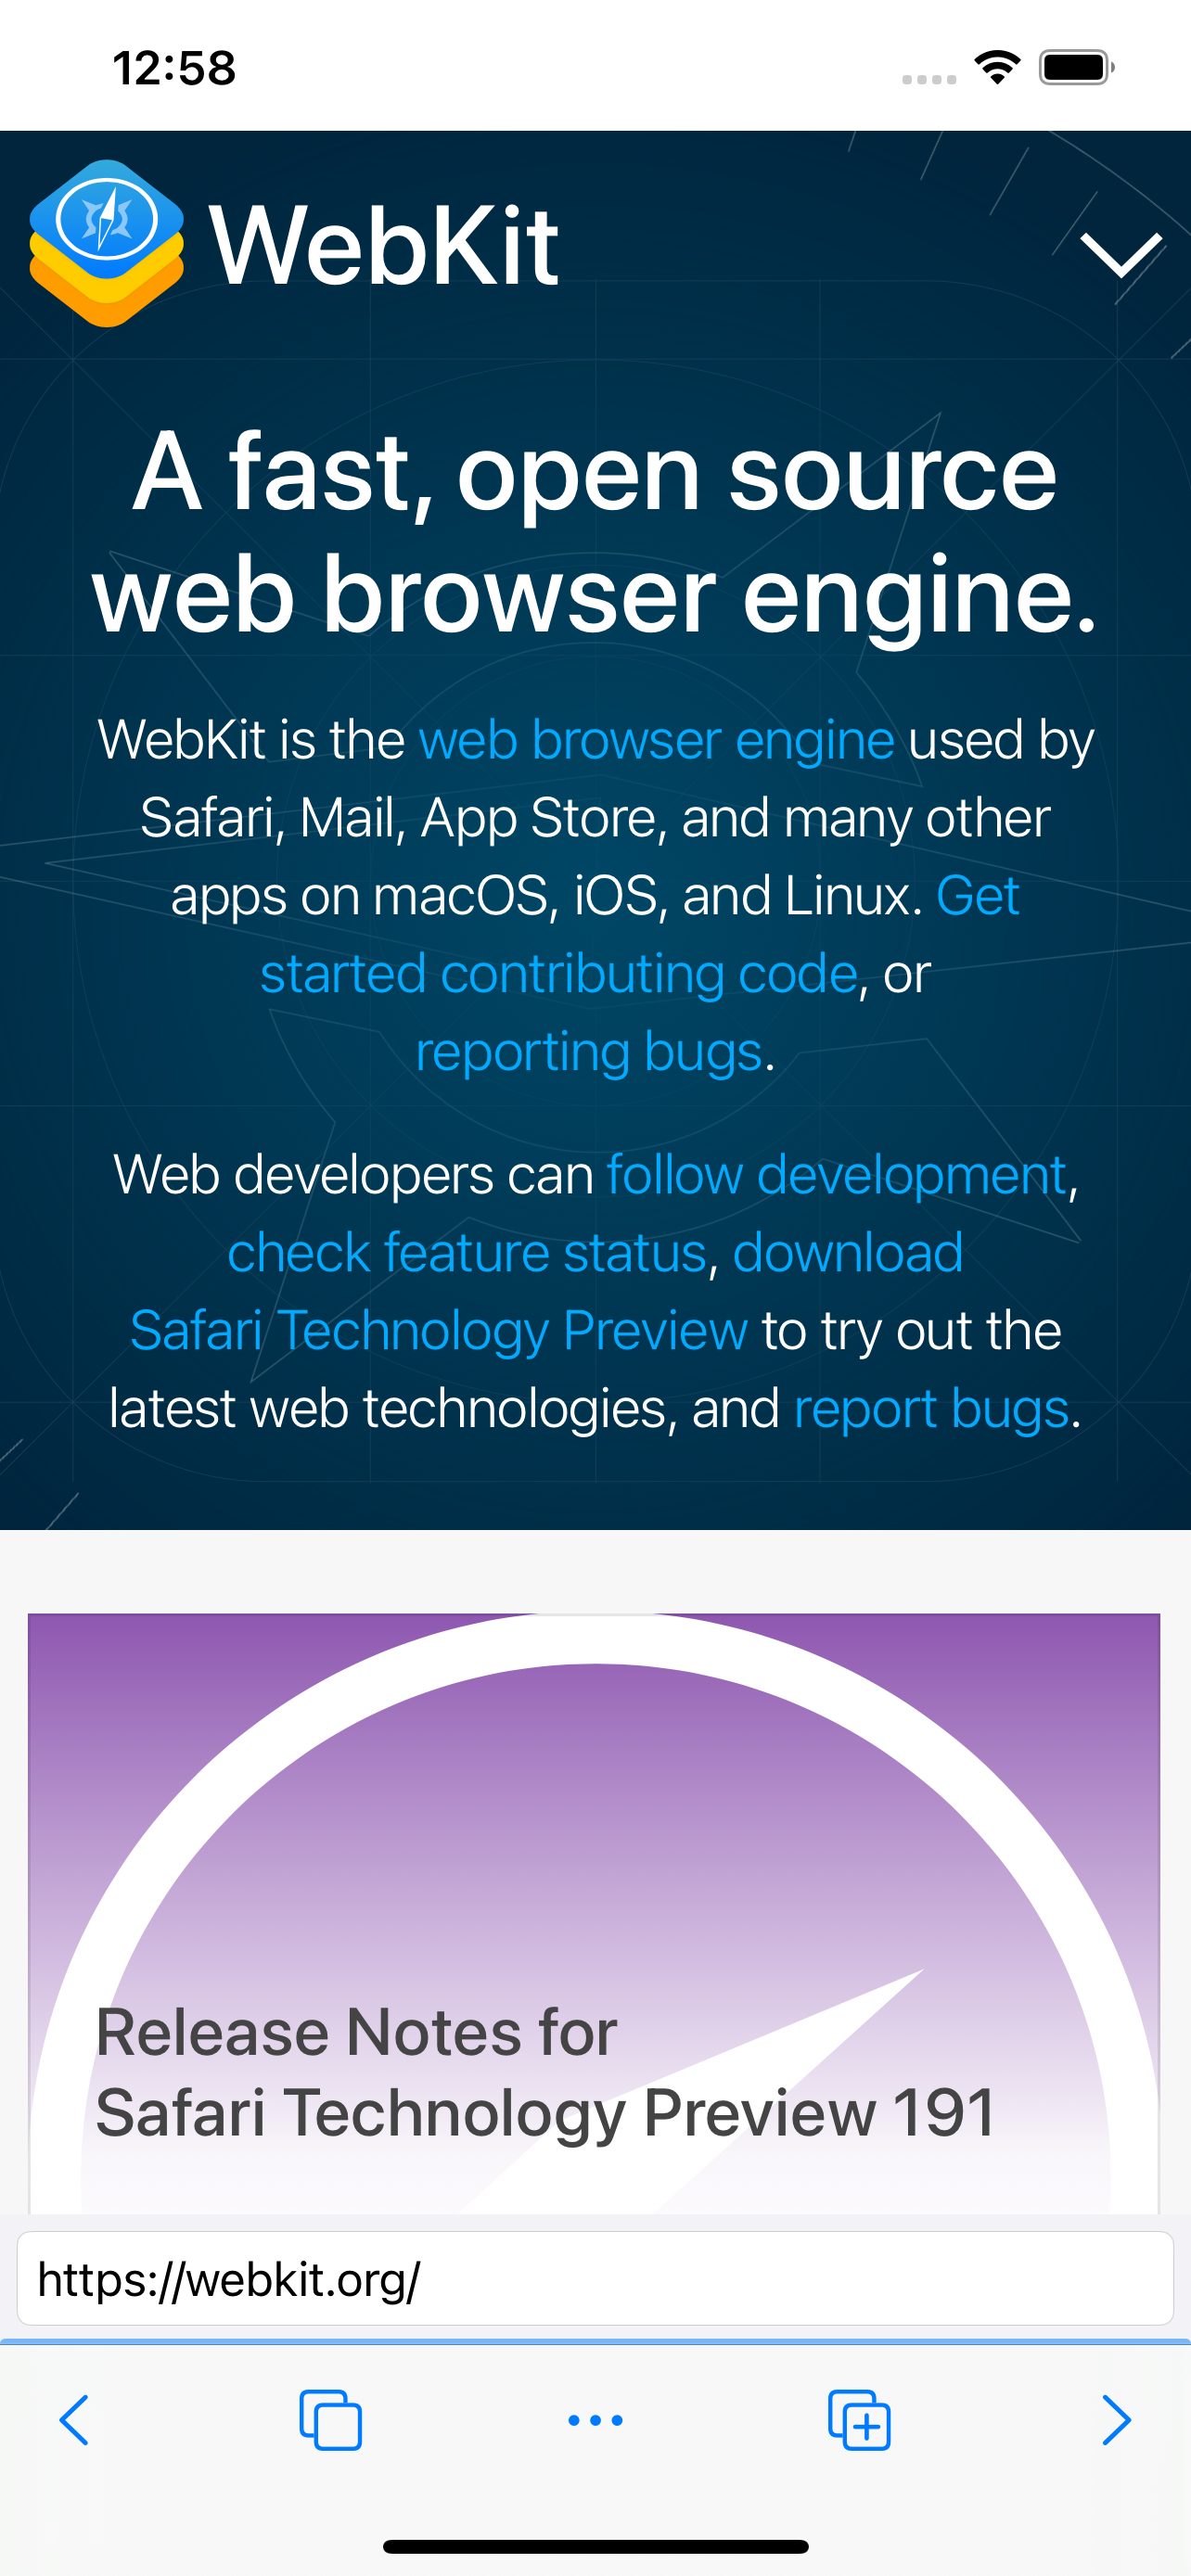 12:58
WebKit
A fast, open source
web browser engine.
WebKit is the web browser engine used by
Safari, Mail, App Store, and many other
apps on macOS, iOS, and Linux. Get
started contributing code, or
reporting bugs.
Web developers can follow development,
check feature status, download
Safari Technology Preview to try out the
latest web technologies, and report bugs.
Release Notes for
Safari Technology Preview 191
https://webkit.org/